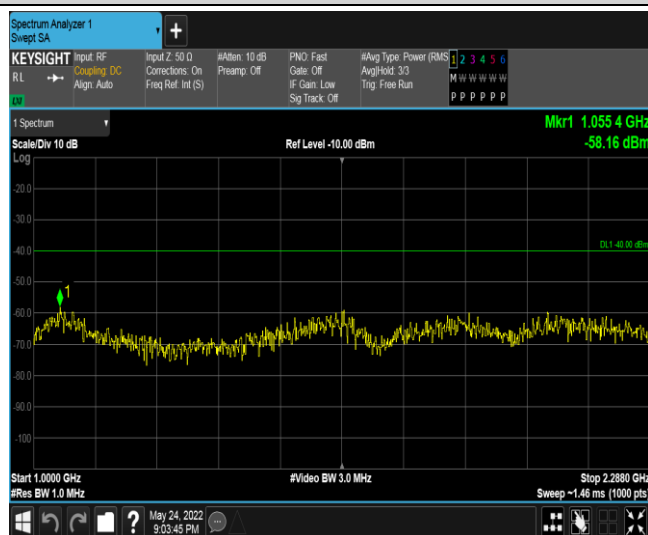 Spectrum Analyzer 1
Swept SA
+
KEYSIGHT Input: RF Input Z: 50 Ω #Atten: 10 dB PNO: Fast #Avg Type: Power (RMS 1 2 3 4 5 6
RL Coupling: DC Corrections: On Preamp: Off Gate: Off Avg|Hold: 3/3 M W W W W W
Align: Auto Freq Ref: Int (S) IF Gain: Low Trig: Free Run
Sig Track: Off P P P P P P
1 Spectrum Mkr1 1.055 4 GHz
Scale/Div 10 dB Ref Level -10.00 dBm -58.16 dBm
Log
-20.0
-30.0
DL1 -40.00 dBm
-40.0
-50.0
1
-60.0
-70.0
-80.0
-90.0
-100
Start 1.0000 GHz #Video BW 3.0 MHz Stop 2.2880 GHz
#Res BW 1.0 MHz Sweep ~1.46 ms (1000 pts)
? May 24, 2022
9:03:45 PM